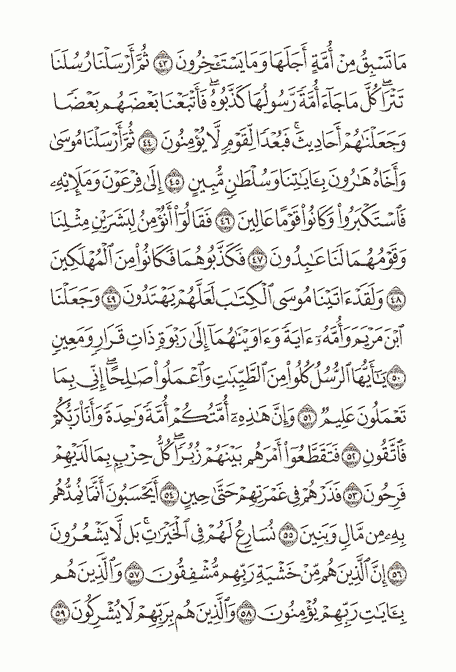 مَا تَسْبِقُ مِنْ أُمَّةٍ أَجَلَهَا وَمَا يَسْتَـْٔخِرُونَ ٤٣ ثُمَّ أَرْسَلْنَا رُسُلَنَا
تَتْرَا ۖ كُلَّ مَا جَآءَ أُمَّةً رَّسُولُهَا كَذَّبُوهُ ۚ فَأَتْبَعْنَا بَعْضَهُم بَعْضًا
وَجَعَلْنَـٰهُمْ أَحَادِيثَ ۚ فَبُعْدًا لِّقَوْمٍ لَّا يُؤْمِنُونَ ٤٤ ثُمَّ أَرْسَلْنَا مُوسَىٰ
وَأَخَاهُ هَـٰرُونَ بِـَٔايَـٰتِنَا وَسُلْطَـٰنٍ مُّبِينٍ ٤٥ إِلَىٰ فِرْعَوْنَ وَمَلَإِي۟هِۦ
فَٱسْتَكْبَرُوا۟ وَكَانُوا۟ قَوْمًا عَالِينَ ٤٦ فَقَالُوٓا۟ أَنُؤْمِنُ لِبَشَرَيْنِ مِثْلِنَا
وَقَوْمُهُمَا لَنَا عَـٰبِدُونَ ٤٧ فَكَذَّبُوهُمَا فَكَانُوا۟ مِنَ ٱلْمُهْلَكِينَ
٤٨ وَلَقَدْ ءَاتَيْنَا مُوسَى ٱلْكِتَـٰبَ لَعَلَّهُمْ يَهْتَدُونَ ٤٩ وَجَعَلْنَا
ٱبْنَ مَرْيَمَ وَأُمَّهُۥٓ ءَايَةً وَءَاوَيْنَـٰهُمَآ إِلَىٰ رَبْوَةٍ ذَاتِ قَرَارٍ وَمَعِينٍ
٥٠ يَـٰٓأَيُّهَا ٱلرُّسُلُ كُلُوا۟ مِنَ ٱلطَّيِّبَـٰتِ وَٱعْمَلُوا۟ صَـٰلِحًا ۖ إِنِّى بِمَا
تَعْمَلُونَ عَلِيمٌ ٥١ وَإِنَّ هَـٰذِهِۦٓ أُمَّتُكُمْ أُمَّةً وَٰحِدَةً وَأَنَا۠ رَبُّكُمْ
فَٱتَّقُونِ ٥٢ فَتَقَطَّعُوٓا۟ أَمْرَهُم بَيْنَهُمْ زُبُرًا ۖ كُلُّ حِزْبٍۭ بِمَا لَدَيْهِمْ
فَرِحُونَ ٥٣ فَذَرْهُمْ فِى غَمْرَتِهِمْ حَتَّىٰ حِينٍ ٥٤ أَيَحْسَبُونَ أَنَّمَا نُمِدُّهُم
بِهِۦ مِن مَّالٍ وَبَنِينَ ٥٥ نُسَارِعُ لَهُمْ فِى ٱلْخَيْرَٰتِ ۚ بَل لَّا يَشْعُرُونَ
٥٦ إِنَّ ٱلَّذِينَ هُم مِّنْ خَشْيَةِ رَبِّهِم مُّشْفِقُونَ ٥٧ وَٱلَّذِينَ هُم
بِـَٔايَـٰتِ رَبِّهِمْ يُؤْمِنُونَ ٥٨ وَٱلَّذِينَ هُم بِرَبِّهِمْ لَا يُشْرِكُونَ ٥٩